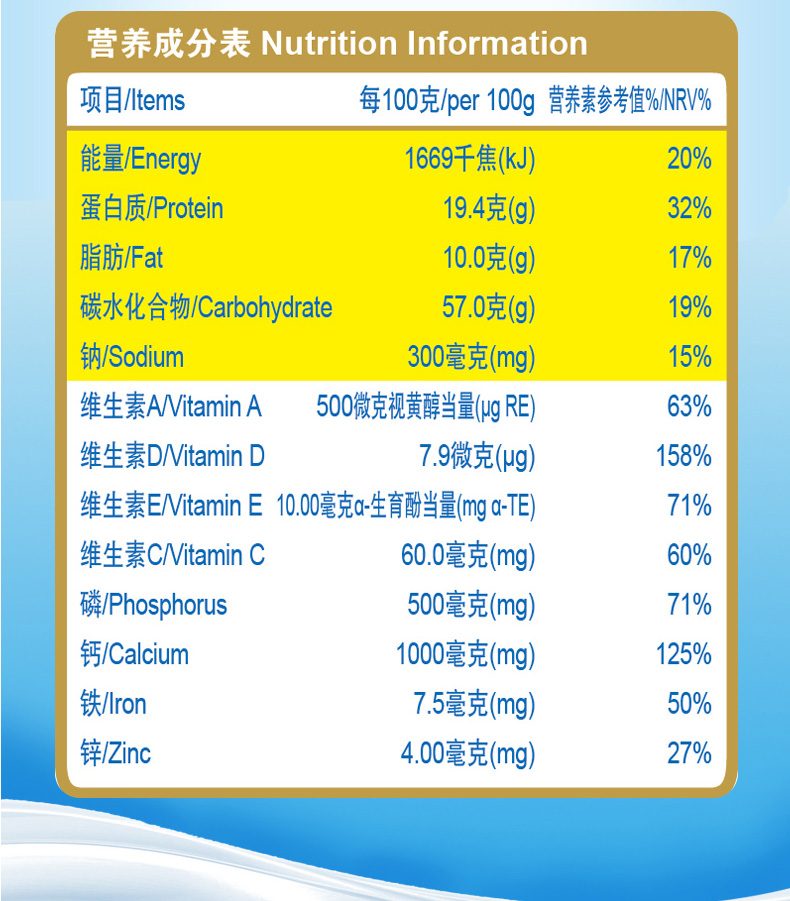 营养成分表 Nutrition Information
项目/Items 每100克/per 100g 营养素参考值%/NRV%
能量/Energy 1669千焦(kJ) 20%
蛋白质/Protein 19.4克(g) 32%
脂肪/Fat 10.0克(g) 17%
碳水化合物/Carbohydrate 57.0克(g) 19%
钠/Sodium 300毫克(mg) 15%
维生素A/Vitamin A 500微克视黄醇当量(μg RE) 63%
维生素D/Vitamin D 7.9微克(μg) 158%
维生素E/Vitamin E 10.00毫克α-生育酚当量(mg α-TE) 71%
维生素C/Vitamin C 60.0毫克(mg) 60%
磷/Phosphorus 500毫克(mg) 71%
钙/Calcium 1000毫克(mg) 125%
铁/Iron 7.5毫克(mg) 50%
锌/Zinc 4.00毫克(mg) 27%